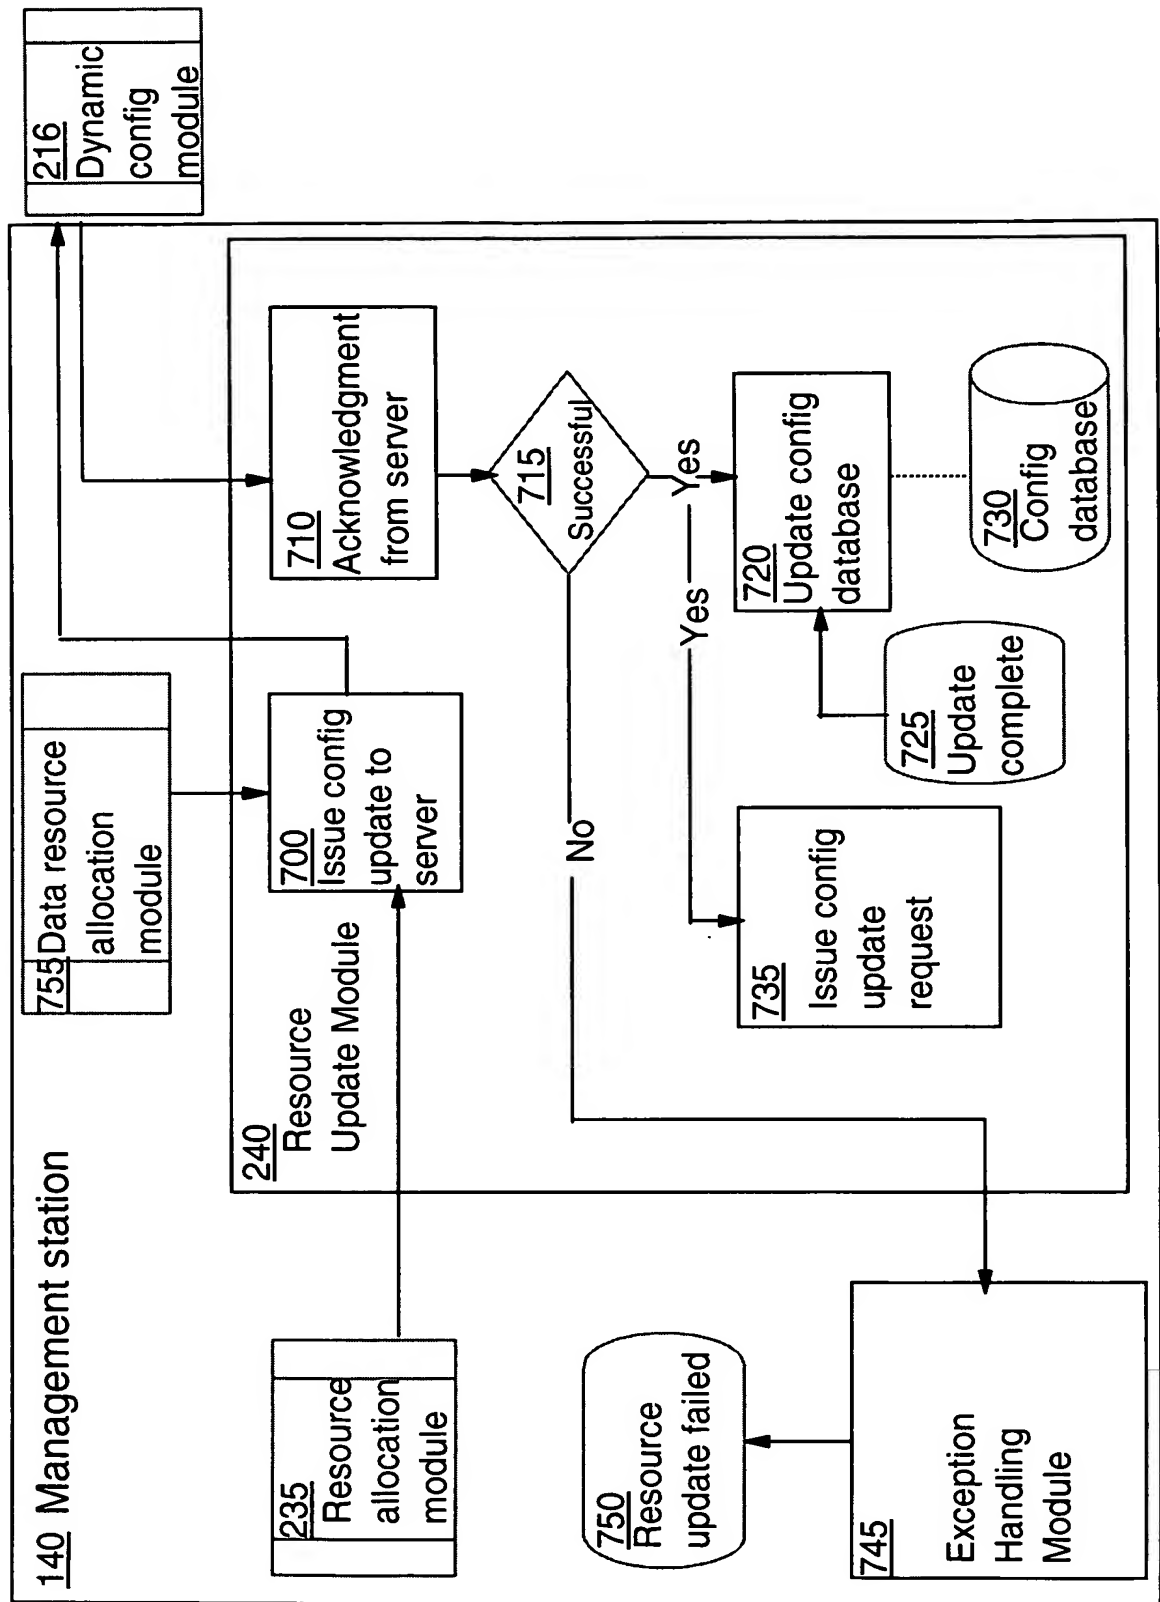 140 Management station
216
Dynamic
config
module
755 Data resource
allocation
module
235
Resource
allocation
module
240
Resource
Update Module
700
Issue config
update to
server
710
Acknowledgment
from server
715
Successful
Yes
Yes
No
720
Update config
database
725
Update
complete
730
Config
database
735
Issue config
update
request
745
Exception
Handling
Module
750
Resource
update failed